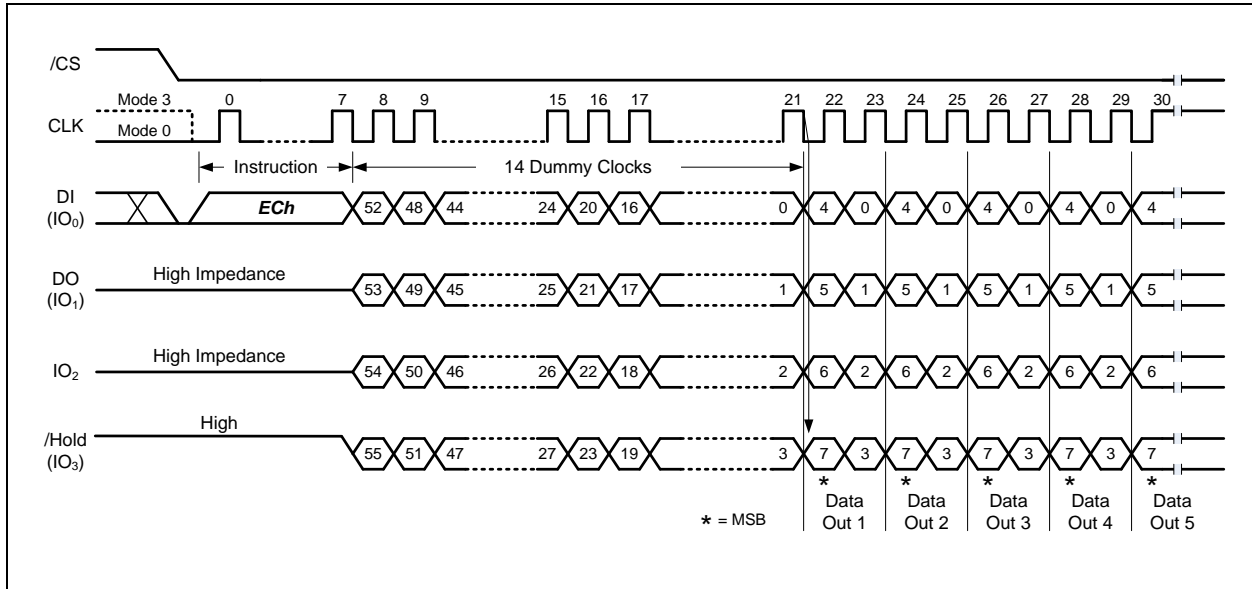 /CS
Mode 3
0 7 8 9 15 16 17 21 22 23 24 25 26 27 28 29 30
CLK
Mode 0
Instruction 14 Dummy Clocks
DI
(IO0)
ECh 52 48 44 24 20 16 0 4 0 4 0 4 0 4 0 4
DO
(IO1)
High Impedance 53 49 45 25 21 17 1 5 1 5 1 5 1 5 1 5
IO2
High Impedance 54 50 46 26 22 18 2 6 2 6 2 6 2 6 2 6
/Hold
(IO3)
High 55 51 47 27 23 19 3 7 3 7 3 7 3 7 3 7
* * * * *
* = MSB
Data Out 1
Data Out 2
Data Out 3
Data Out 4
Data Out 5